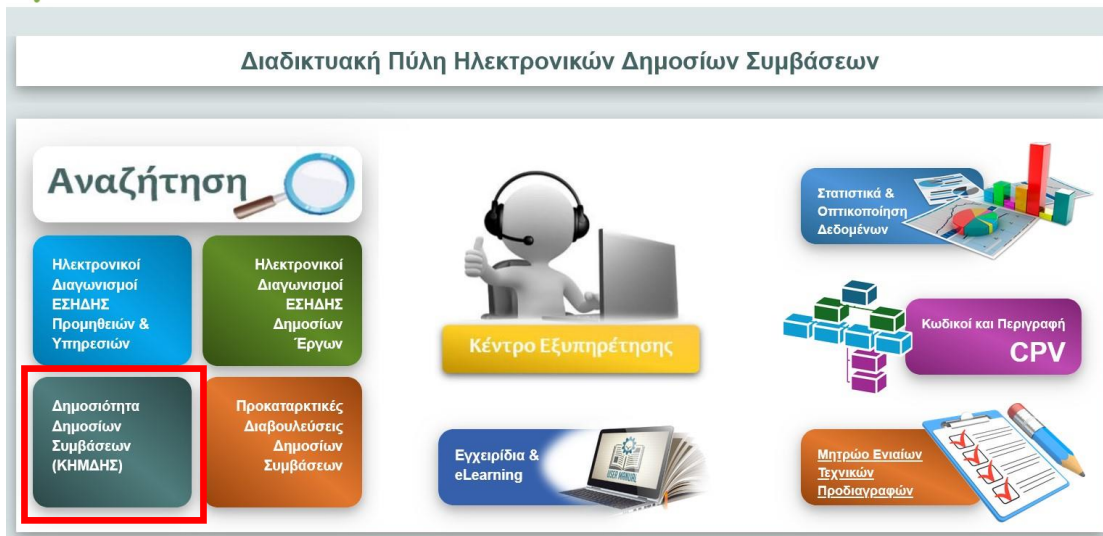 Διαδικτυακή Πύλη Ηλεκτρονικών Δημοσίων Συμβάσεων
Αναζήτηση
Ηλεκτρονικοί
Διαγωνισμοί
ΕΣΗΔΗΣ
Προμηθειών &
Υπηρεσιών
Ηλεκτρονικοί
Διαγωνισμοί
ΕΣΗΔΗΣ
Δημοσίων
Έργων
Δημοσιότητα
Δημοσίων
Συμβάσεων
(ΚΗΜΔΗΣ)
Προκαταρκτικές
Διαβουλεύσεις
Δημοσίων
Συμβάσεων
Κέντρο Εξυπηρέτησης
Εγχειρίδια &
eLearning
USER MANUAL
Στατιστικά &
Οπτικοποίηση
Δεδομένων
Κωδικοί και Περιγραφή
CPV
Μητρώο Ενιαίων
Τεχνικών
Προδιαγραφών